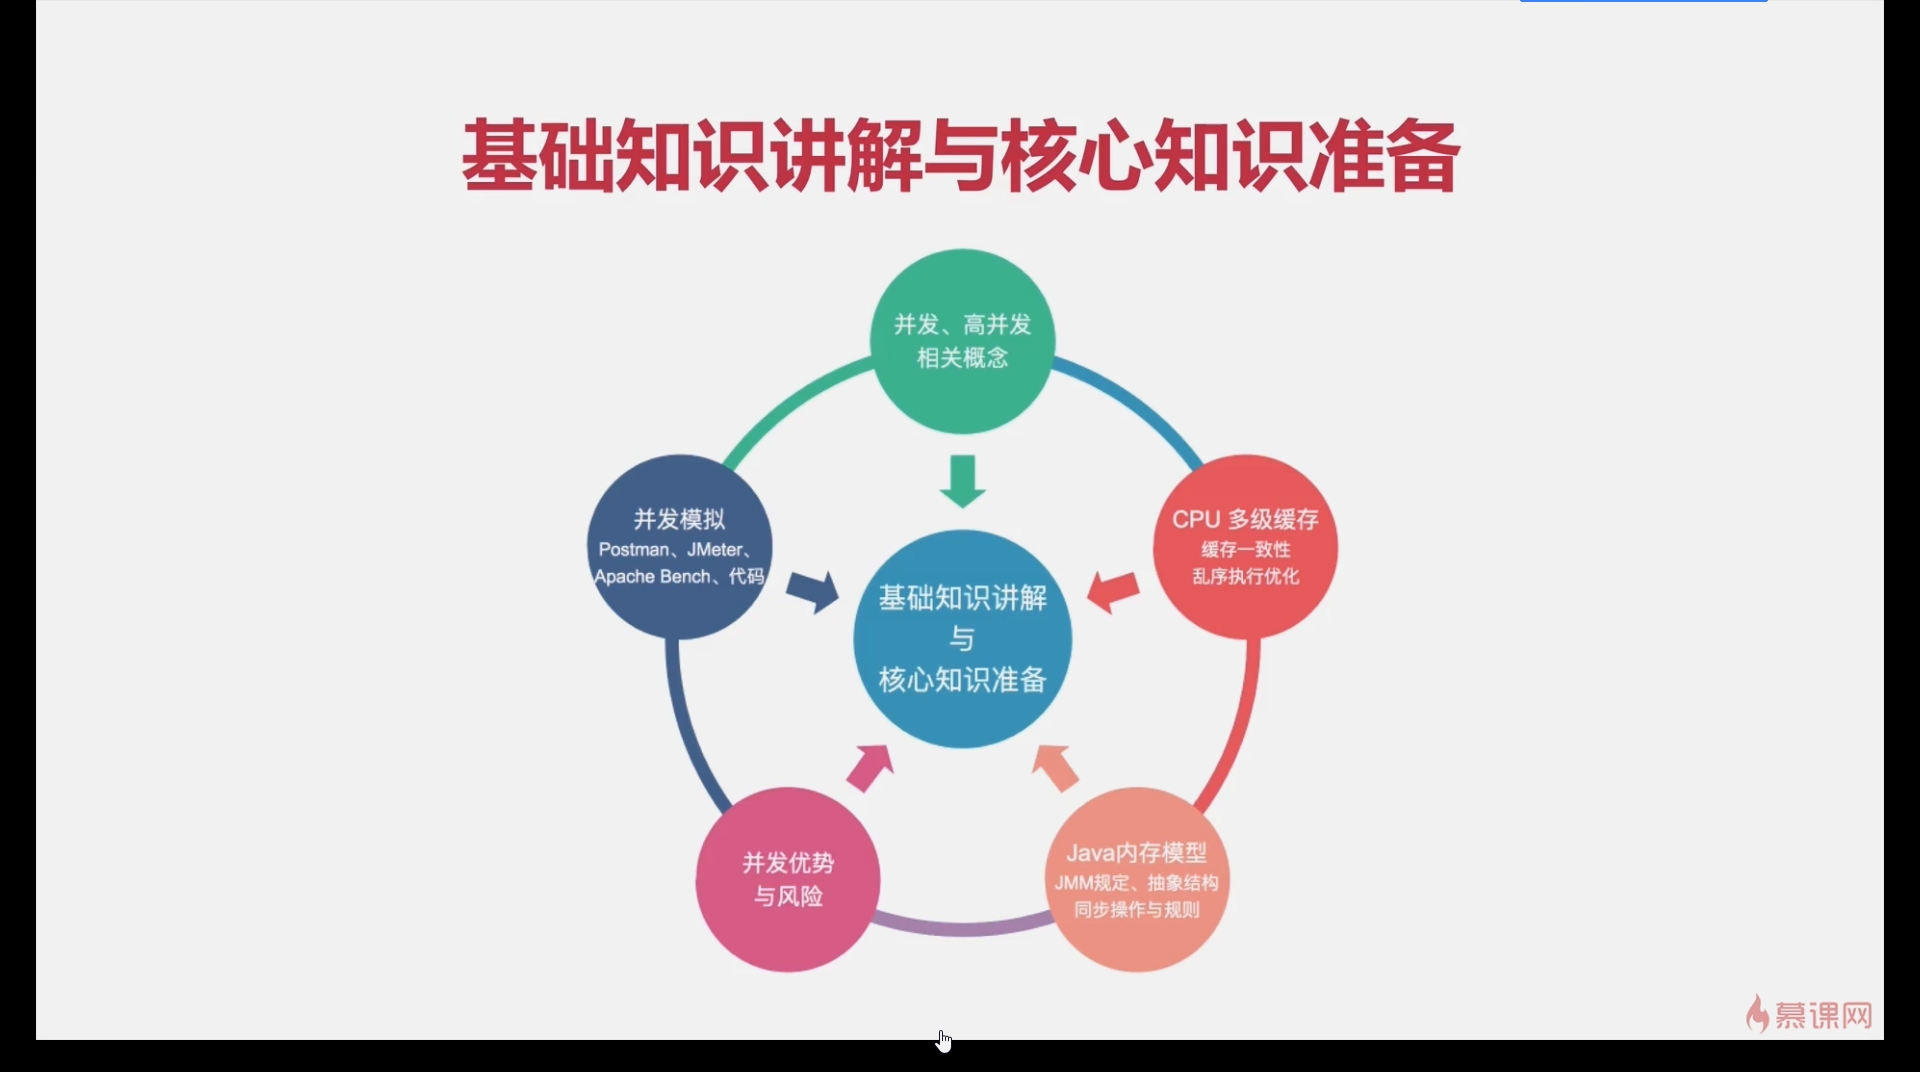 基础知识讲解与核心知识准备
并发、高并发
相关概念
CPU 多级缓存
缓存一致性
乱序执行优化
Java内存模型
JMM规定、抽象结构
同步操作与规则
并发优势
与风险
并发模拟
Postman、JMeter、
Apache Bench、代码
基础知识讲解
与
核心知识准备
慕课网